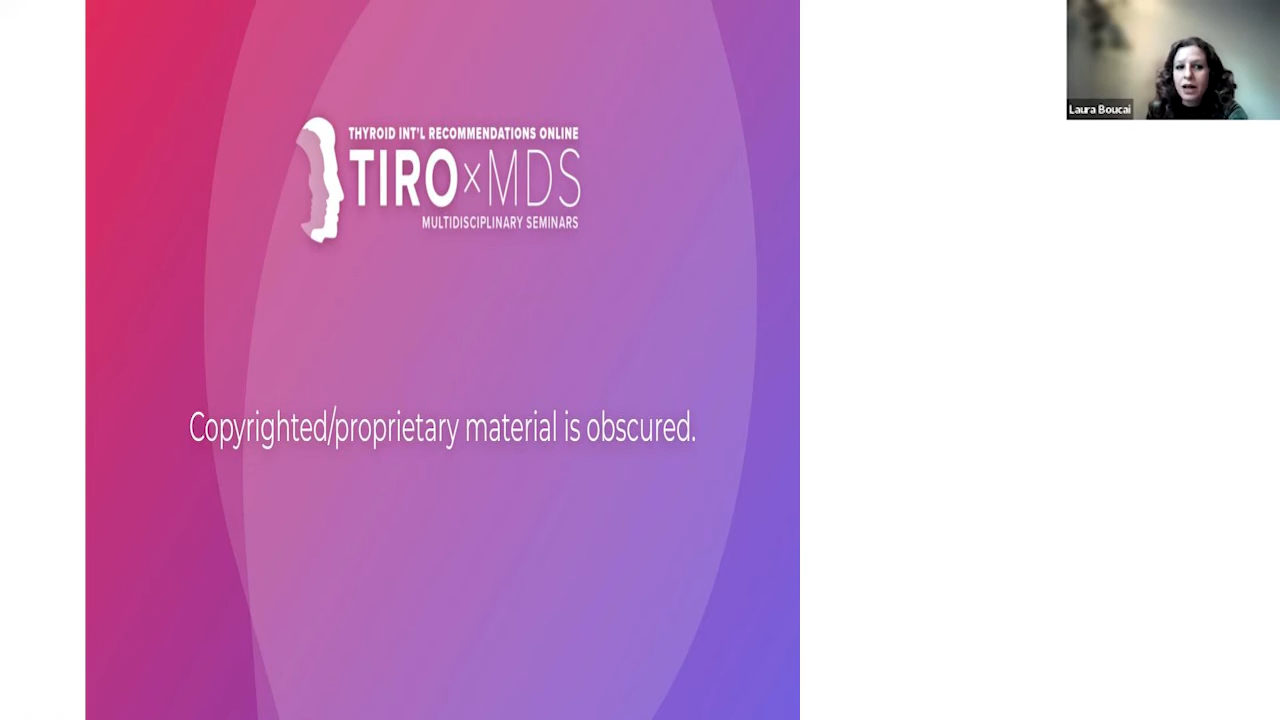 THYROID INT'L RECOMMENDATIONS ONLINE
TIRO×MDS
MULTIDISCIPLINARY SEMINARS
Copyrighted/proprietary material is obscured.
Laura Boucai